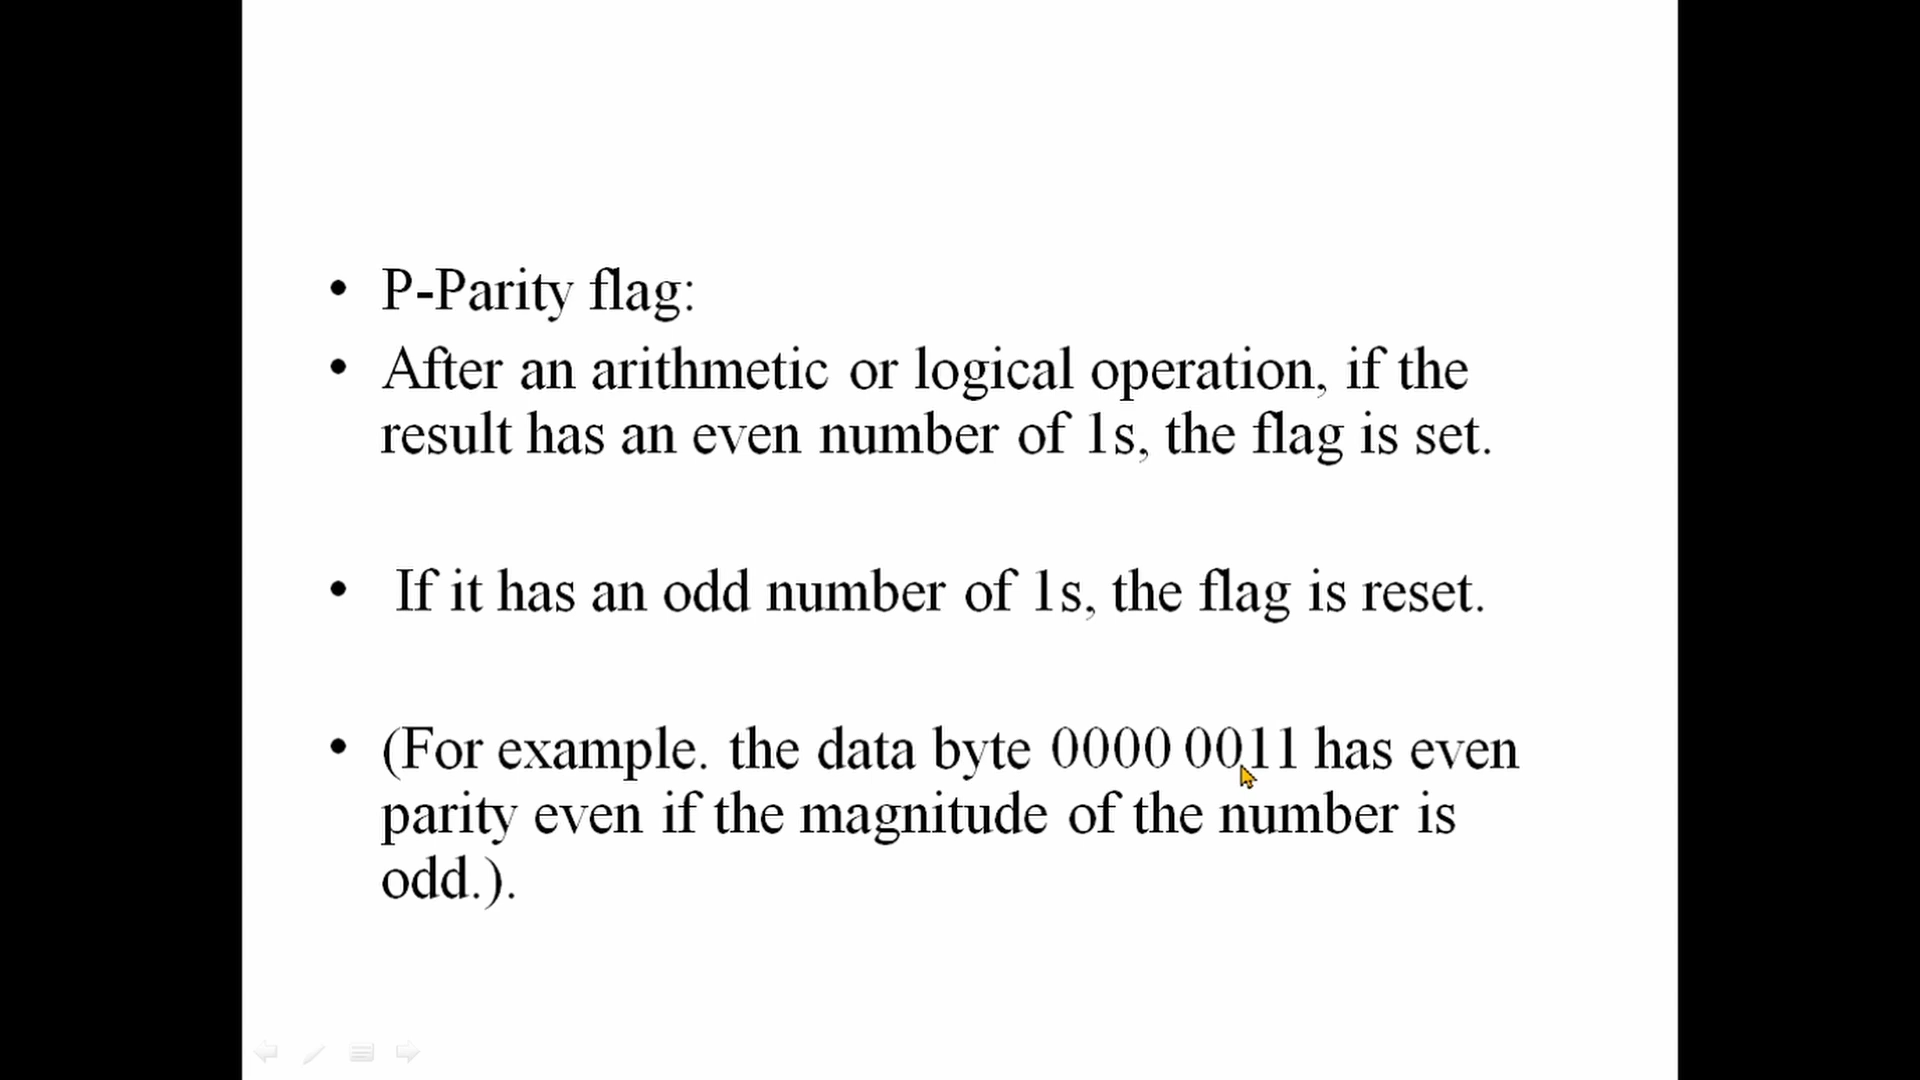 • P-Parity flag:
• After an arithmetic or logical operation, if the
result has an even number of 1s, the flag is set.
• If it has an odd number of 1s, the flag is reset.
• (For example. the data byte 0000 0011 has even
parity even if the magnitude of the number is
odd.).